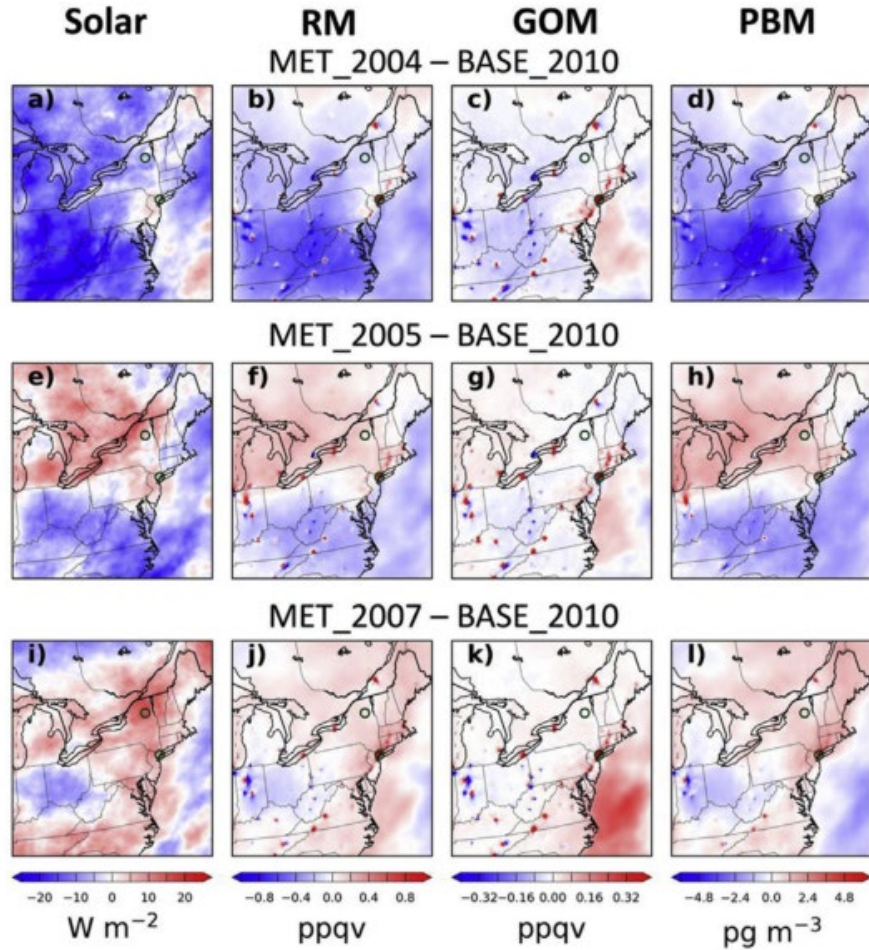 Solar RM GOM PBM
MET_2004 – BASE_2010
a) b) c) d)
MET_2005 – BASE_2010
e) f) g) h)
MET_2007 – BASE_2010
i) j) k) l)
−20 −10 0 10 20 −0.8 −0.4 0.0 0.4 0.8 −0.32 −0.16 0.00 0.16 0.32 −4.8 −2.4 0.0 2.4 4.8
W m⁻² ppqv ppqv pg m⁻³